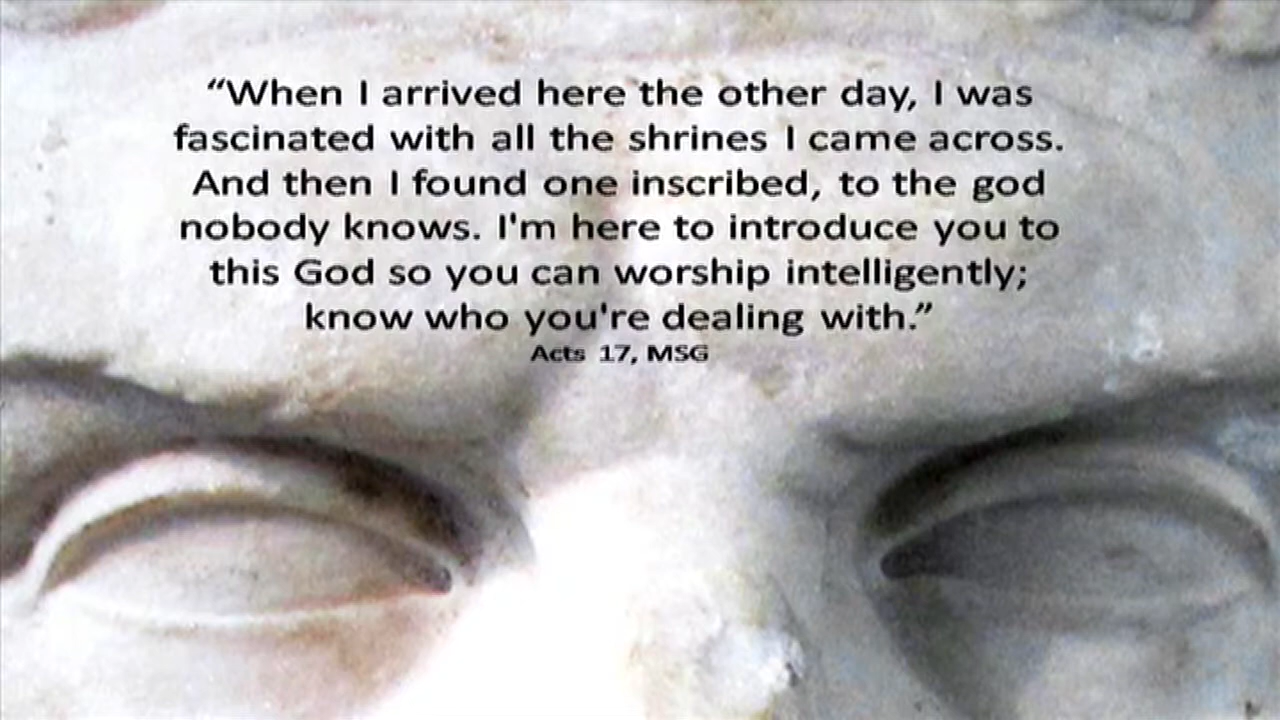 “When I arrived here the other day, I was
fascinated with all the shrines I came across.
And then I found one inscribed, to the god
nobody knows. I'm here to introduce you to
this God so you can worship intelligently;
know who you're dealing with.”
Acts 17, MSG